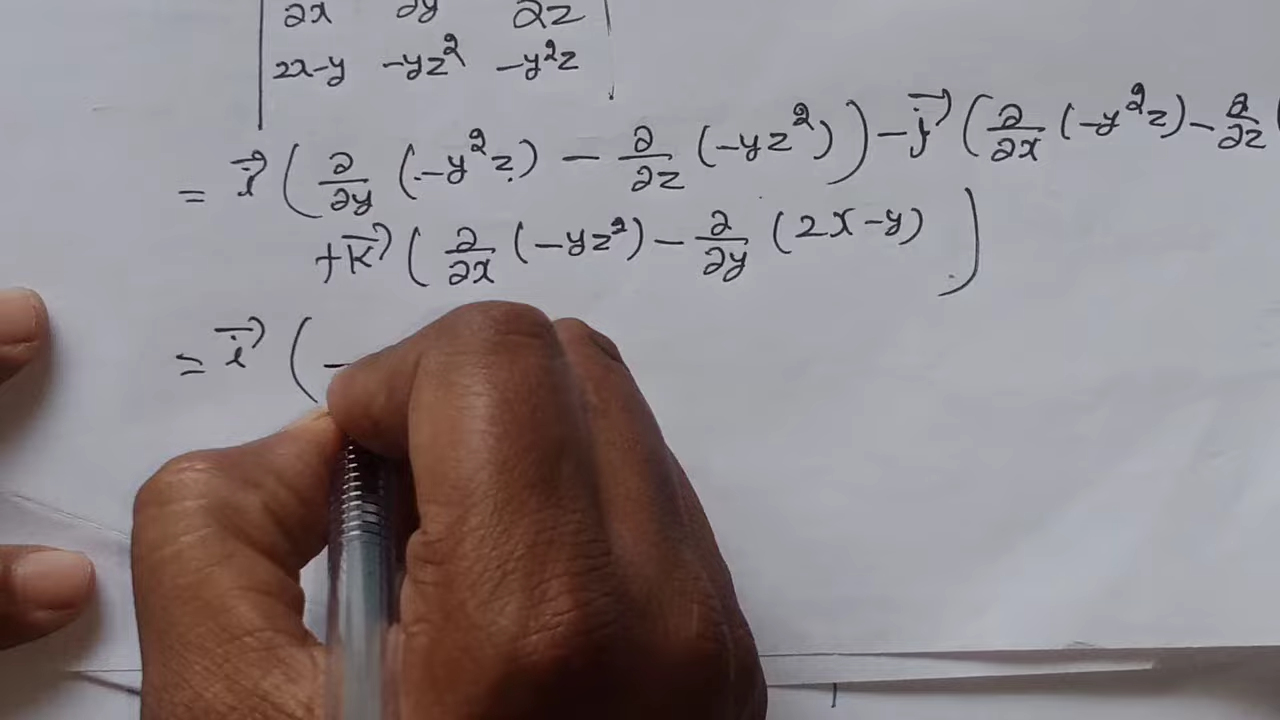 ∂x ∂y ∂z
2x-y -yz² -y²z
= i⃗ ( ∂/∂y (-y²z) - ∂/∂z (-yz²) ) - j⃗ ( ∂/∂x (-y²z) - ∂/∂z (
+k⃗ ( ∂/∂x (-yz²) - ∂/∂y (2x-y) )
= i⃗ ( -